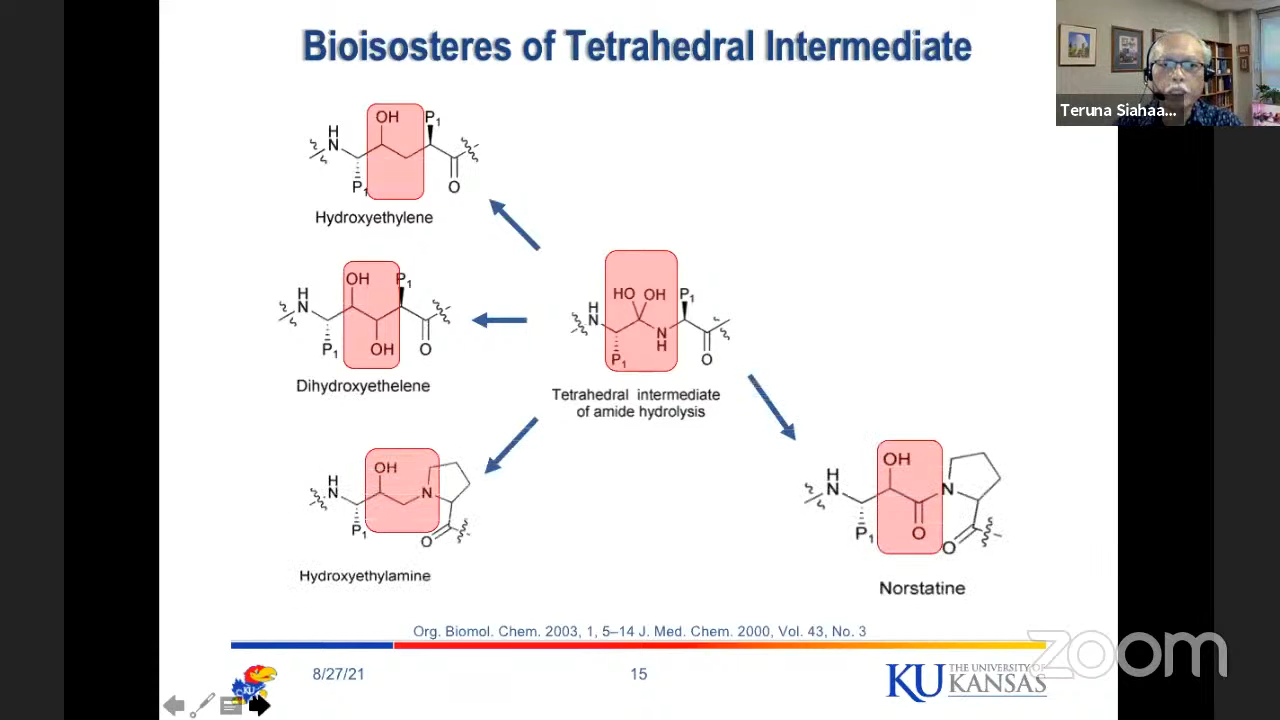 Bioisosteres of Tetrahedral Intermediate
Teruna Siahaa...
OH
P1
H
N
P1
O
Hydroxyethylene
OH
P1
H
N
P1
OH
O
Dihydroxyethelene
HO OH
P1
H
N
N
H
P1
O
Tetrahedral intermediate
of amide hydrolysis
OH
H
N
N
P1
O
Hydroxyethylamine
OH
H
N
N
P1
O
O
Norstatine
Org. Biomol. Chem. 2003, 1, 5–14 J. Med. Chem. 2000, Vol. 43, No. 3
8/27/21
15
KU
KU THE UNIVERSITY OF
KANSAS
zoom